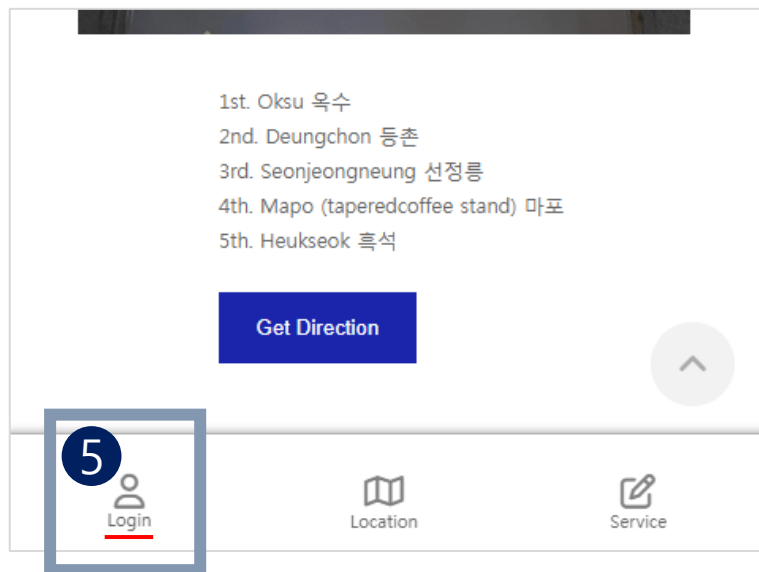 1st. Oksu 옥수
2nd. Deungchon 등촌
3rd. Seonjeongneung 선정릉
4th. Mapo (taperedcoffee stand) 마포
5th. Heukseok 흑석
Get Direction
5
Login
Location
Service